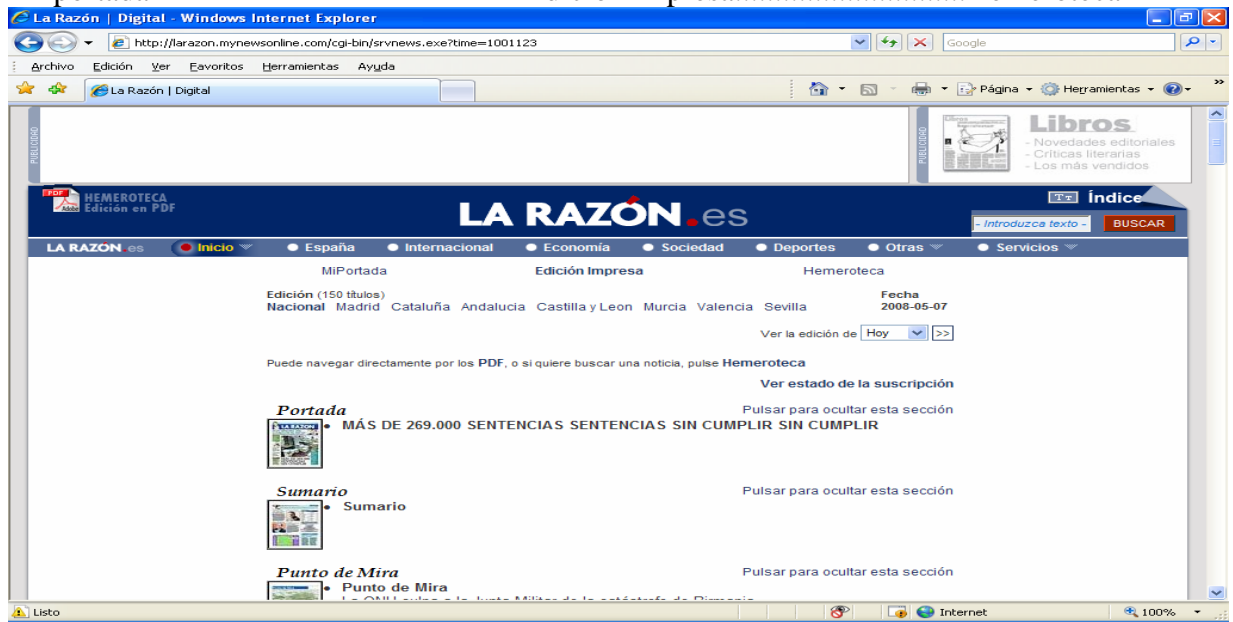 La Razón | Digital - Windows Internet Explorer
http://larazon.mynewsonline.com/cgi-bin/srvnews.exe?time=1001123
Google
Archivo Edición Ver Favoritos Herramientas Ayuda
La Razón | Digital
Página Herramientas
PUBLICIDAD
PUBLICIDAD
Libros
- Novedades editoriales
- Críticas literarias
- Los más vendidos
PDF
Adobe
HEMEROTECA
Edición en PDF
LA RAZÓN.es
TT Índice
- Introduzca texto - BUSCAR
LA RAZÓN.es Inicio España Internacional Economía Sociedad Deportes Otras Servicios
MiPortada Edición Impresa Hemeroteca
Edición (150 títulos) Fecha
Nacional Madrid Cataluña Andalucia Castilla y Leon Murcia Valencia Sevilla 2008-05-07
Ver la edición de Hoy >>
Puede navegar directamente por los PDF, o si quiere buscar una noticia, pulse Hemeroteca
Ver estado de la suscripción
Portada Pulsar para ocultar esta sección
LA RAZON
• MÁS DE 269.000 SENTENCIAS SENTENCIAS SIN CUMPLIR SIN CUMPLIR
Sumario Pulsar para ocultar esta sección
• Sumario
Punto de Mira Pulsar para ocultar esta sección
• Punto de Mira
Listo Internet 100%